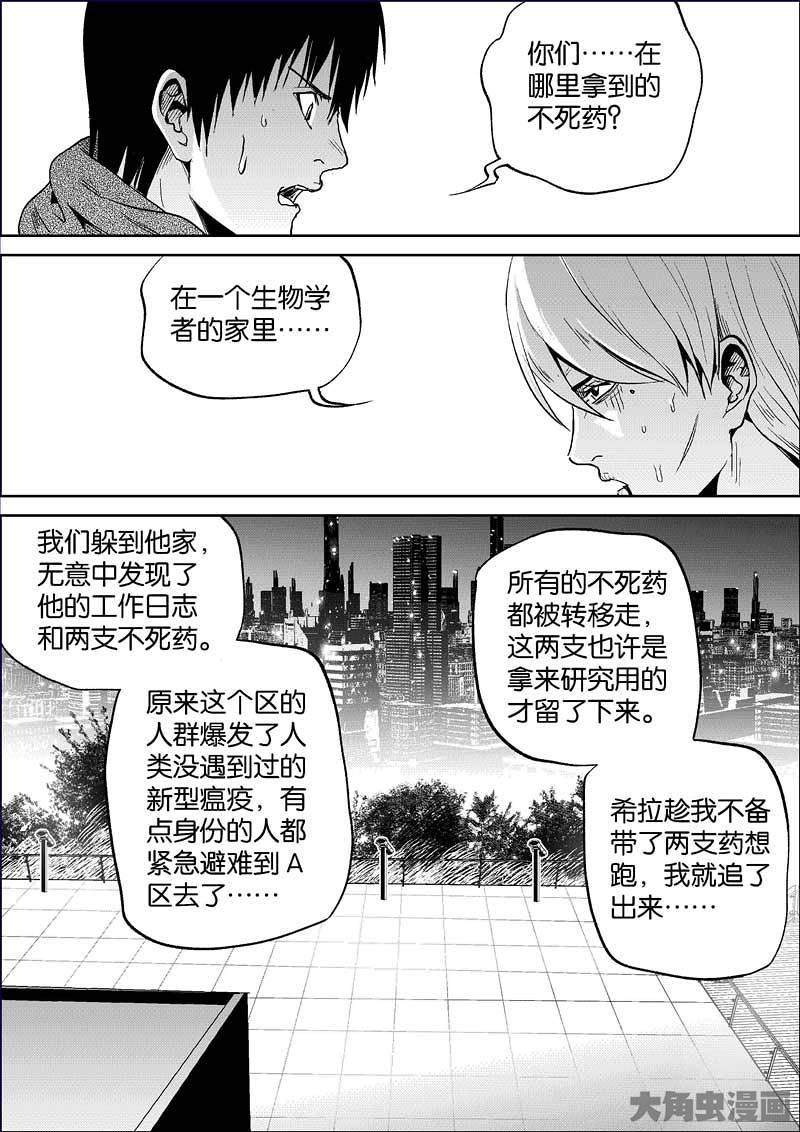 你们……在
哪里拿到的
不死药?
在一个生物学
者的家里……
我们躲到他家，
无意中发现了
他的工作日志
和两支不死药。
原来这个区的
人群爆发了人
类没遇到过的
新型瘟疫，有
点身份的人都
紧急避难到A
区去了……
所有的不死药
都被转移走，
这两支也许是
拿来研究用的
才留了下来。
希拉趁我不备
带了两支药想
跑，我就追了
出来……
大角虫漫画